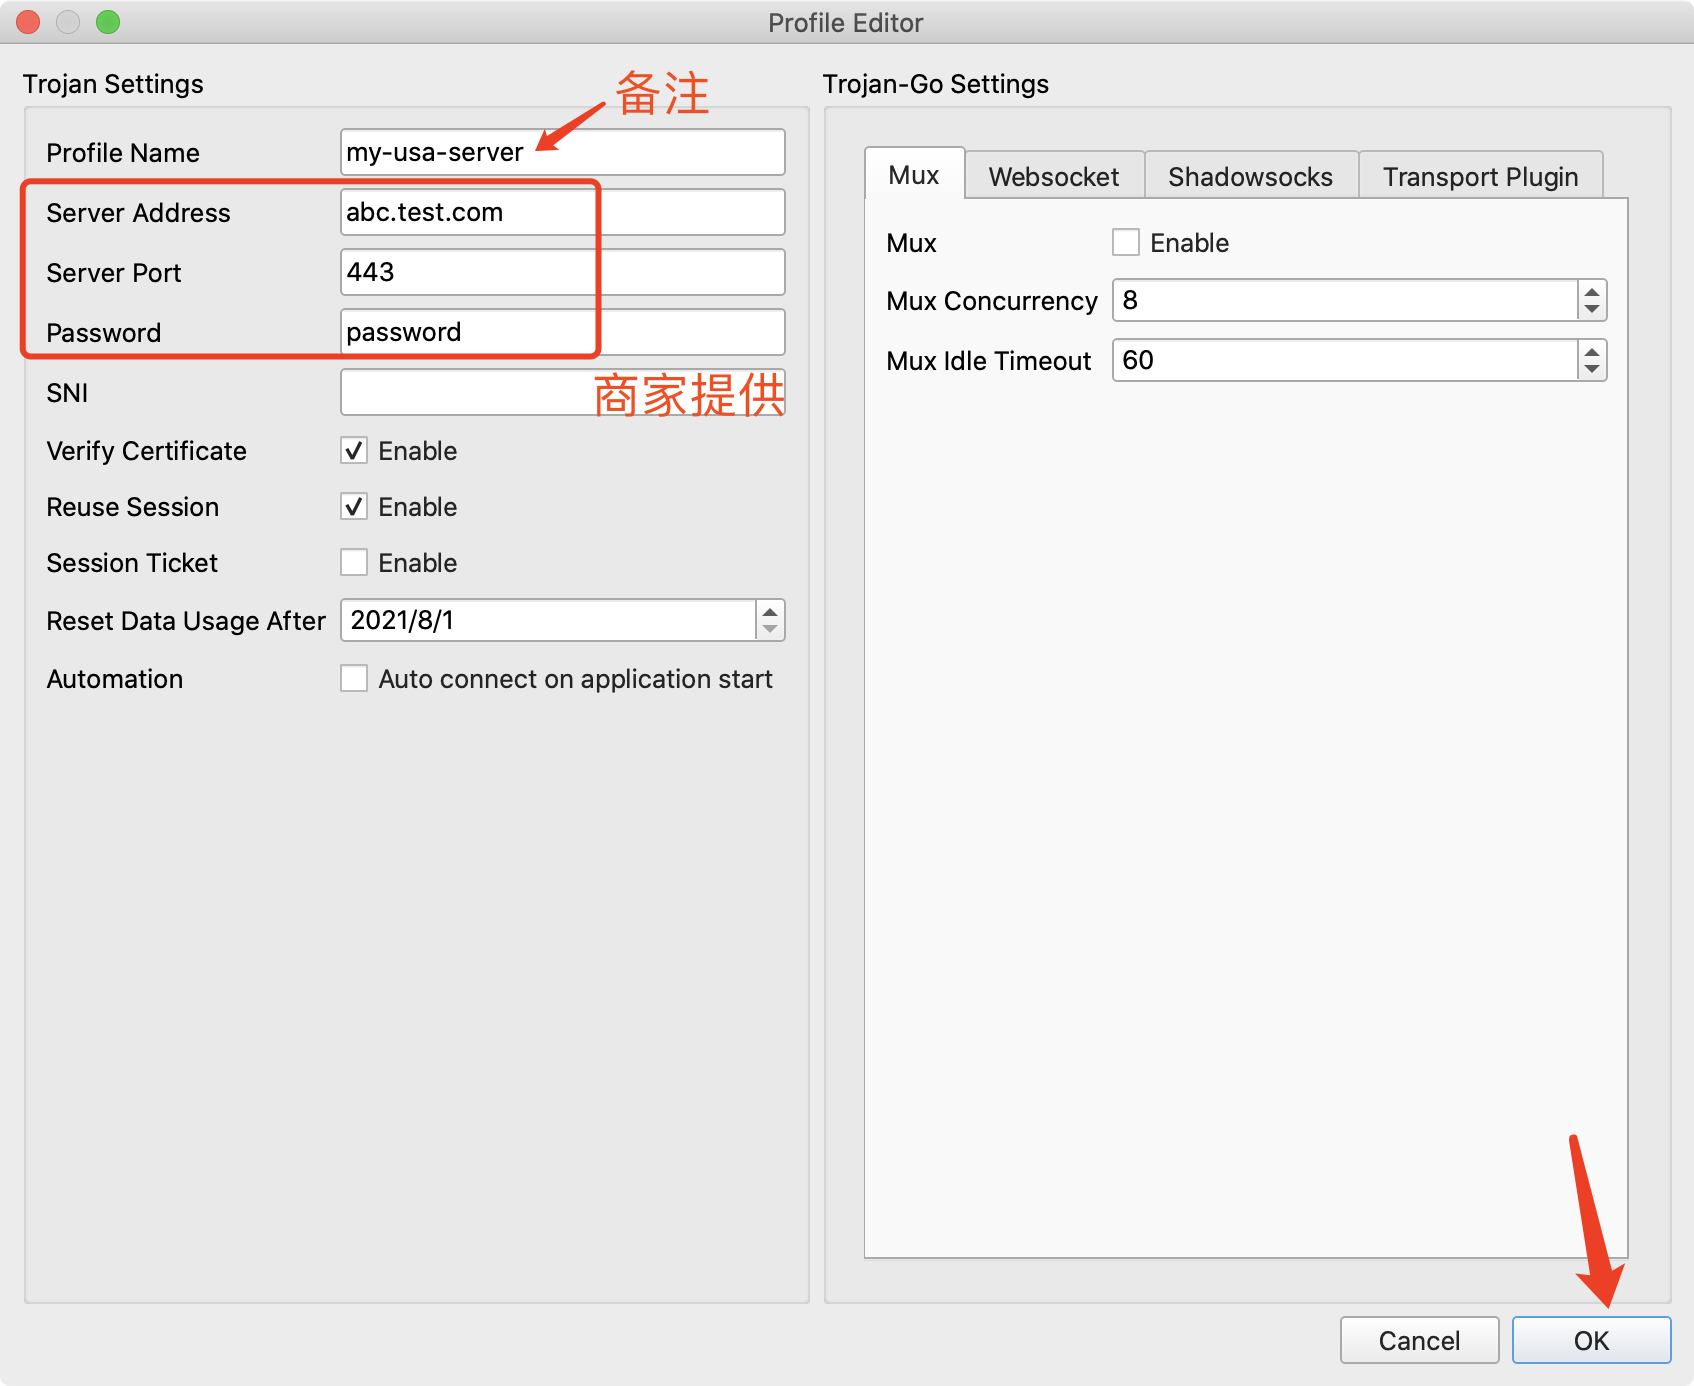 Profile Editor
Trojan Settings
备注
Profile Name my-usa-server
Server Address abc.test.com
Server Port 443
Password password
SNI 商家提供
Verify Certificate Enable
Reuse Session Enable
Session Ticket Enable
Reset Data Usage After 2021/8/1
Automation Auto connect on application start
Trojan-Go Settings
Mux Websocket Shadowsocks Transport Plugin
Mux Enable
Mux Concurrency 8
Mux Idle Timeout 60
Cancel OK